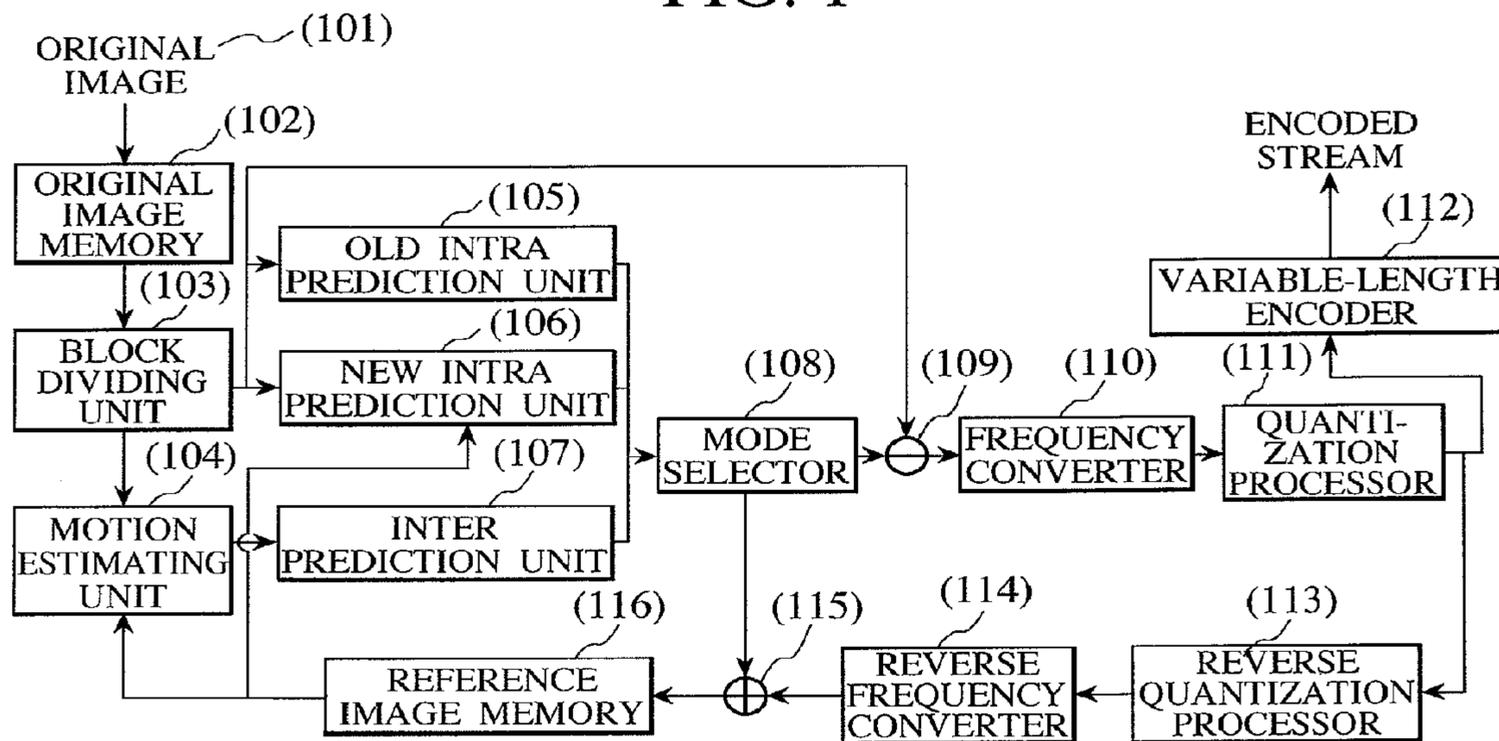 ORIGINAL
IMAGE
(101)
(102)
ORIGINAL
IMAGE
MEMORY
(103)
BLOCK
DIVIDING
UNIT
(104)
MOTION
ESTIMATING
UNIT
(105)
OLD INTRA
PREDICTION UNIT
(106)
NEW INTRA
PREDICTION UNIT
(107)
INTER
PREDICTION UNIT
(108)
MODE
SELECTOR
(109)
(110)
FREQUENCY
CONVERTER
(111)
QUANTI-
ZATION
PROCESSOR
ENCODED
STREAM
(112)
VARIABLE-LENGTH
ENCODER
(113)
REVERSE
QUANTIZATION
PROCESSOR
(114)
REVERSE
FREQUENCY
CONVERTER
(115)
(116)
REFERENCE
IMAGE MEMORY